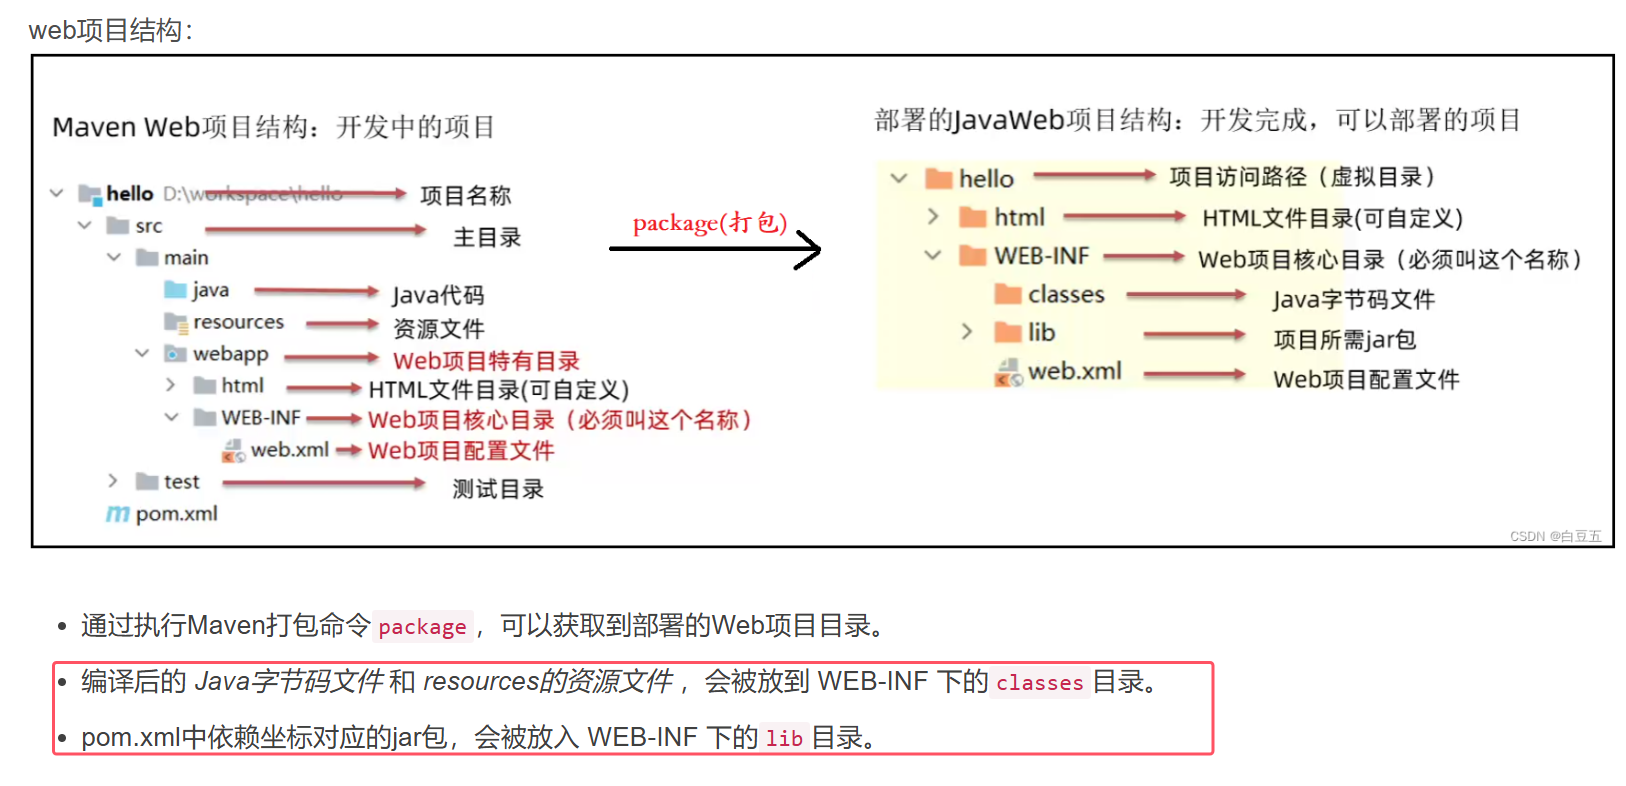 web项目结构：
Maven Web项目结构：开发中的项目
hello D:\workspace\hello 项目名称
src 主目录
main
java Java代码
resources 资源文件
webapp Web项目特有目录
html HTML文件目录(可自定义)
WEB-INF Web项目核心目录（必须叫这个名称）
web.xml Web项目配置文件
test 测试目录
pom.xml
package(打包)
部署的JavaWeb项目结构：开发完成，可以部署的项目
hello 项目访问路径（虚拟目录）
html HTML文件目录(可自定义)
WEB-INF Web项目核心目录（必须叫这个名称）
classes Java字节码文件
lib 项目所需jar包
web.xml Web项目配置文件
CSDN @白豆五
通过执行Maven打包命令 package ，可以获取到部署的Web项目目录。
编译后的 Java字节码文件 和 resources的资源文件 ，会被放到 WEB-INF 下的 classes 目录。
pom.xml中依赖坐标对应的jar包，会被放入 WEB-INF 下的 lib 目录。